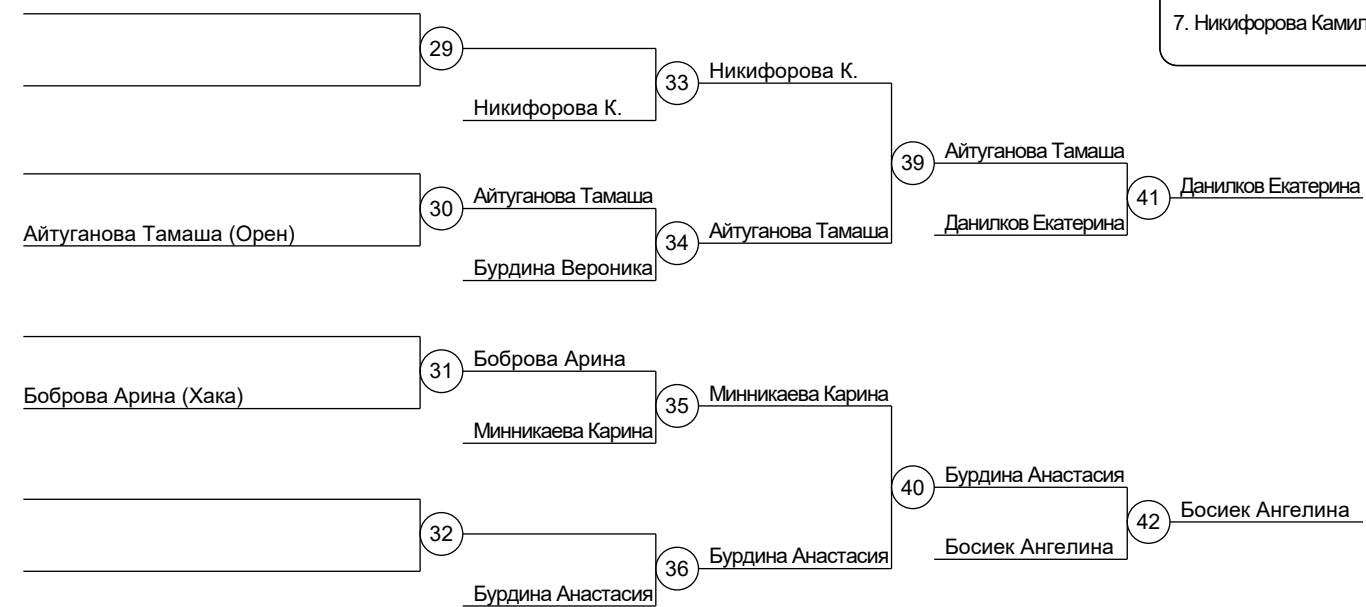 7. Никифорова Камил
29
33
Никифорова К.
Никифорова К.
39
Айтуганова Тамаша
30
Айтуганова Тамаша
41
Данилков Екатерина
Айтуганова Тамаша (Орен)
34
Айтуганова Тамаша
Данилков Екатерина
Бурдина Вероника
31
Боброва Арина
Боброва Арина (Хака)
35
Минникаева Карина
Минникаева Карина
40
Бурдина Анастасия
32
42
Босиек Ангелина
36
Бурдина Анастасия
Босиек Ангелина
Бурдина Анастасия